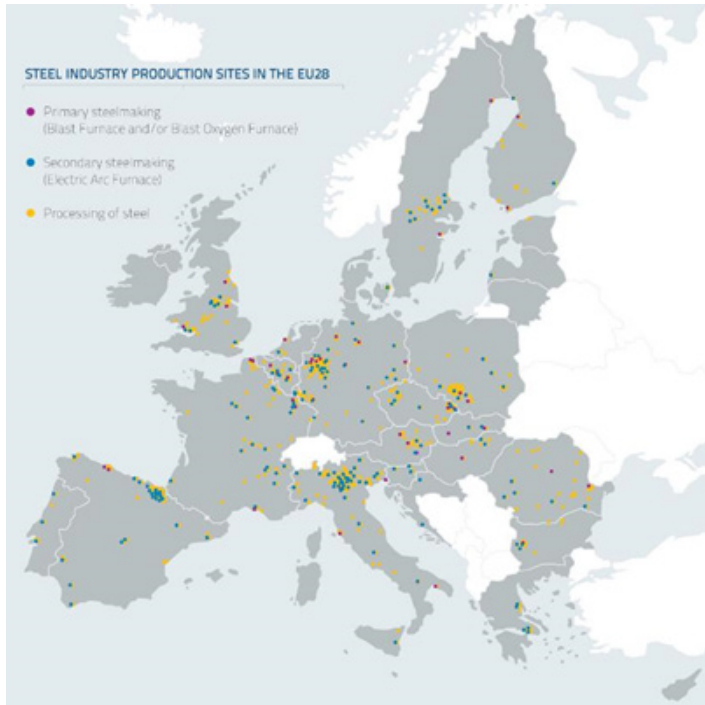 STEEL INDUSTRY PRODUCTION SITES IN THE EU28
Primary steelmaking
(Blast Furnace and/or Blast Oxygen Furnace)
Secondary steelmaking
(Electric Arc Furnace)
Processing of steel